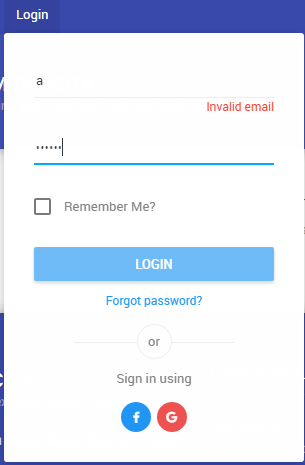 Login
a
Invalid email
••••••
Remember Me?
LOGIN
Forgot password?
or
Sign in using
f G